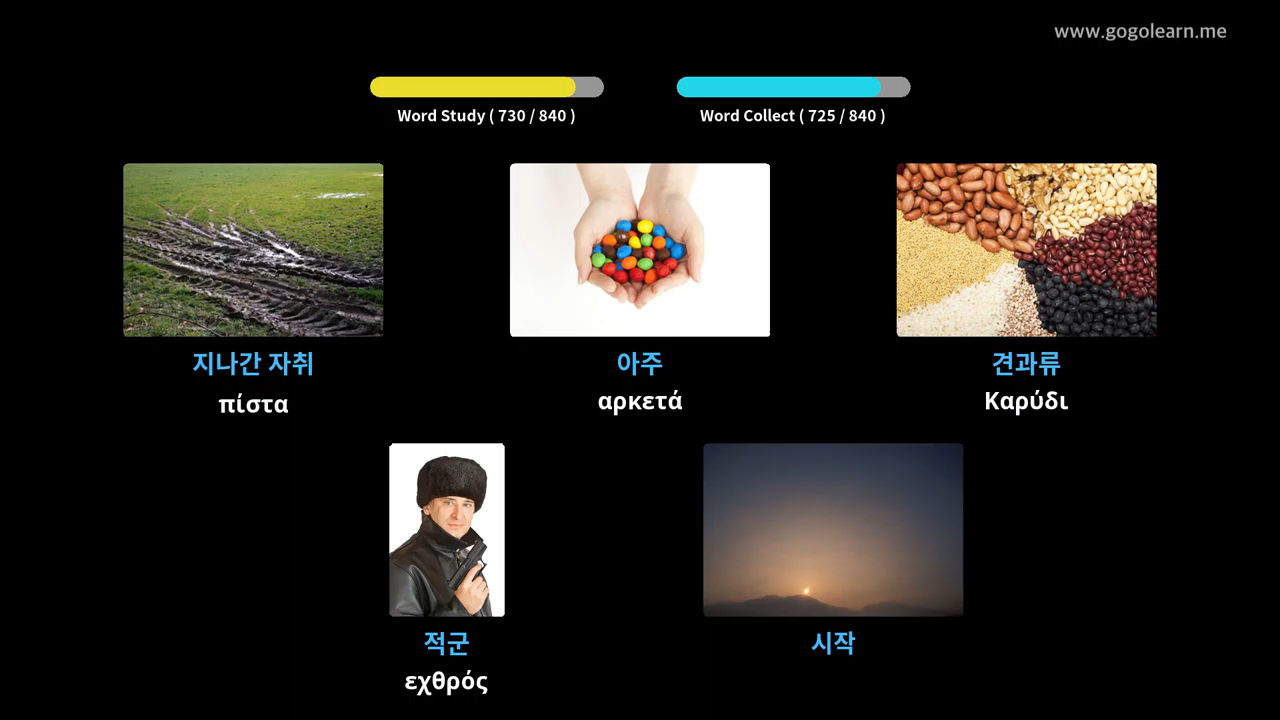 www.gogolearn.me
Word Study ( 730 / 840 )
Word Collect ( 725 / 840 )
지나간 자취
πίστα
아주
αρκετά
견과류
Καρύδι
적군
εχθρός
시작